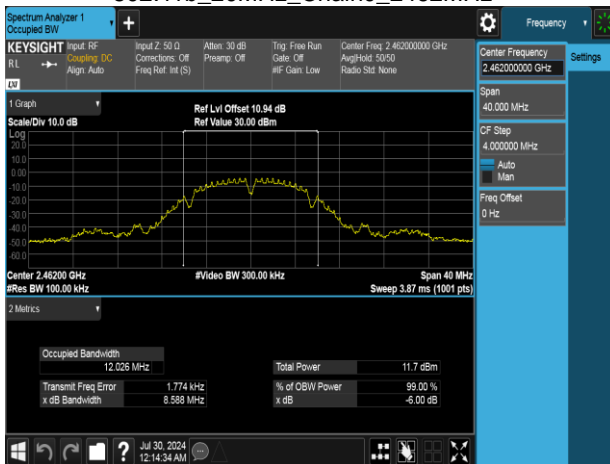 Spectrum Analyzer 1
Occupied BW
+
Frequency
KEYSIGHT
Input: RF
RL
Coupling: DC
Align: Auto
Input Z: 50 Ω
Corrections: Off
Freq Ref: Int (S)
Atten: 30 dB
Preamp: Off
Trig: Free Run
Gate: Off
#IF Gain: Low
Center Freq: 2.462000000 GHz
Avg|Hold: 50/50
Radio Std: None
LXI
Center Frequency
2.462000000 GHz
Settings
Span
40.000 MHz
CF Step
4.000000 MHz
Auto
Man
Freq Offset
0 Hz
1 Graph
Scale/Div 10.0 dB
Ref Lvl Offset 10.94 dB
Ref Value 30.00 dBm
Log
20.0
10.0
0.00
-10.0
-20.0
-30.0
-40.0
-50.0
-60.0
Center 2.46200 GHz
#Video BW 300.00 kHz
Span 40 MHz
#Res BW 100.00 kHz
Sweep 3.87 ms (1001 pts)
2 Metrics
Occupied Bandwidth
12.026 MHz
Total Power 11.7 dBm
Transmit Freq Error 1.774 kHz
% of OBW Power 99.00 %
x dB Bandwidth 8.588 MHz
x dB -6.00 dB
?
Jul 30, 2024
12:14:34 AM